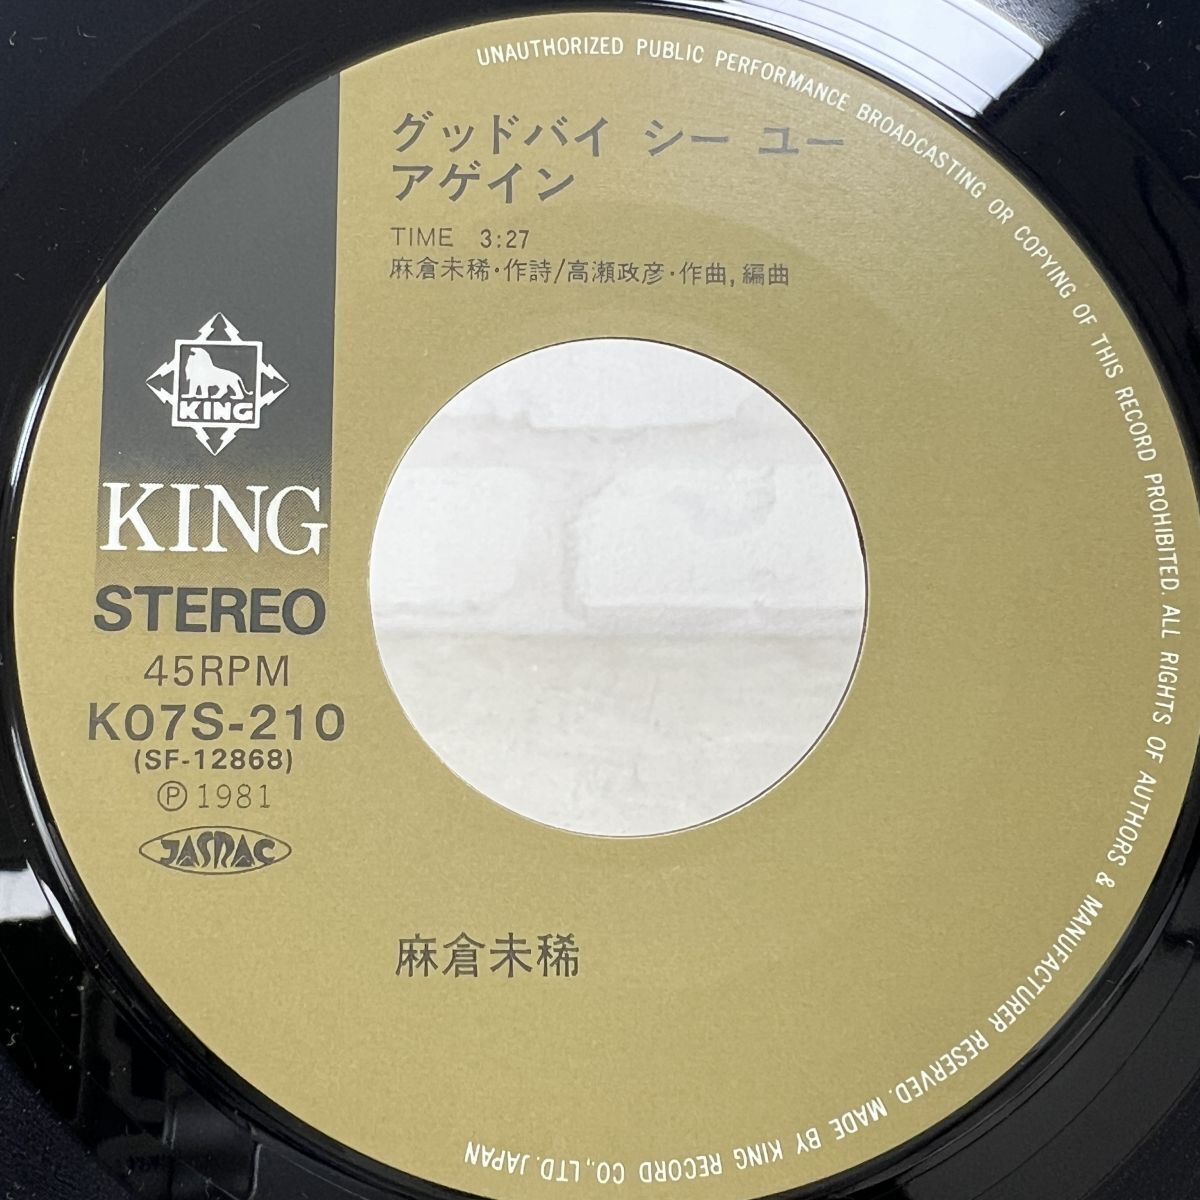 グッドバイ シー ユー
アゲイン
TIME 3:27
麻倉未稀・作詩/高瀬政彦・作曲,編曲
KING
KING
STEREO
45RPM
K07S-210
(SF-12868)
Ⓟ1981
JASRAC
麻倉未稀
UNAUTHORIZED PUBLIC PERFORMANCE BROADCASTING OR COPYING OF THIS RECORD PROHIBITED. ALL RIGHTS OF AUTHORS & MANUFACTURER RESERVED. MADE BY KING RECORD CO.,LTD. JAPAN